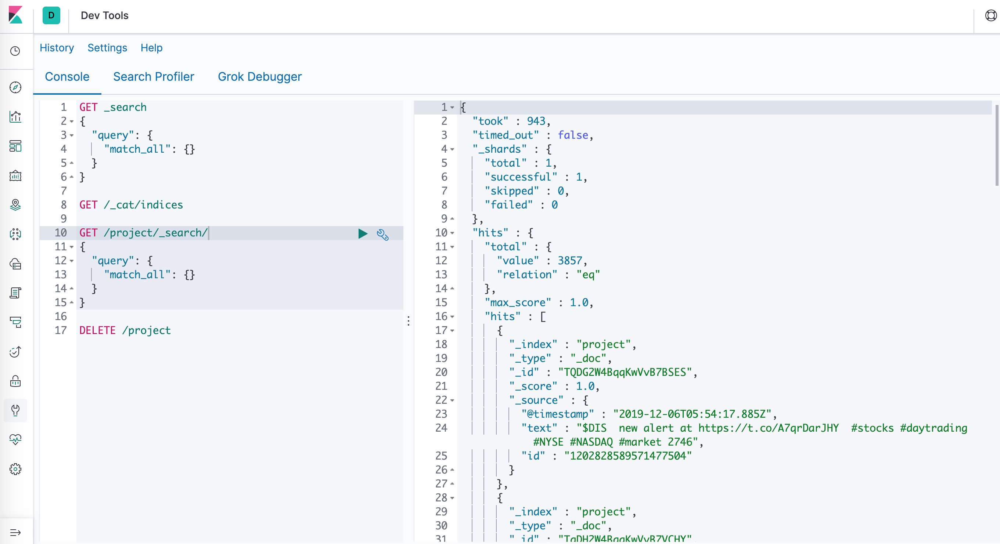 D Dev Tools
History Settings Help
Console Search Profiler Grok Debugger
1 GET _search
2 {
3 "query": {
4 "match_all": {}
5 }
6 }
7
8 GET /_cat/indices
9
10 GET /project/_search/
11 {
12 "query": {
13 "match_all": {}
14 }
15 }
16
17 DELETE /project
1 {
2 "took" : 943,
3 "timed_out" : false,
4 "_shards" : {
5 "total" : 1,
6 "successful" : 1,
7 "skipped" : 0,
8 "failed" : 0
9 },
10 "hits" : {
11 "total" : {
12 "value" : 3857,
13 "relation" : "eq"
14 },
15 "max_score" : 1.0,
16 "hits" : [
17 {
18 "_index" : "project",
19 "_type" : "_doc",
20 "_id" : "TQDG2W4BqqKwVvB7BSES",
21 "_score" : 1.0,
22 "_source" : {
23 "@timestamp" : "2019-12-06T05:54:17.885Z",
24 "text" : "$DIS  new alert at https://t.co/A7qrDarJHY  #stocks #daytrading
#NYSE #NASDAQ #market 2746",
25 "id" : "1202828589571477504"
26 }
27 },
28 {
29 "_index" : "project",
30 "_type" : "_doc",
31 "_id" : "TgDH2W4BqqKwVvB7VCHY",